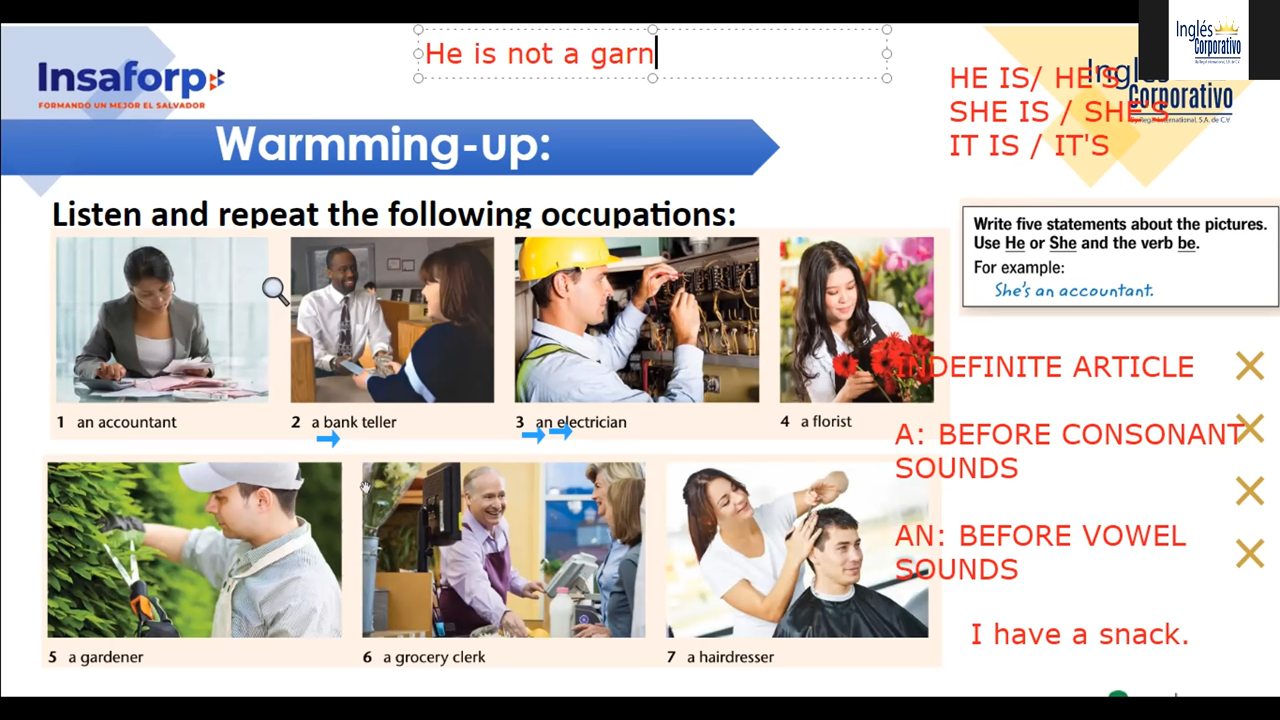 He is not a garn
Inglés
Corporativo
Insaforp
FORMANDO UN MEJOR EL SALVADOR
HE IS/ HE'S
SHE IS / SHE'S
IT IS / IT'S
Inglés
Corporativo
Warmming-up:
Listen and repeat the following occupations:
Write five statements about the pictures.
Use He or She and the verb be.
For example:
She's an accountant.
1 an accountant
2 a bank teller
3 an electrician
4 a florist
INDEFINITE ARTICLE
A: BEFORE CONSONANT
SOUNDS
AN: BEFORE VOWEL
SOUNDS
I have a snack.
5 a gardener
6 a grocery clerk
7 a hairdresser